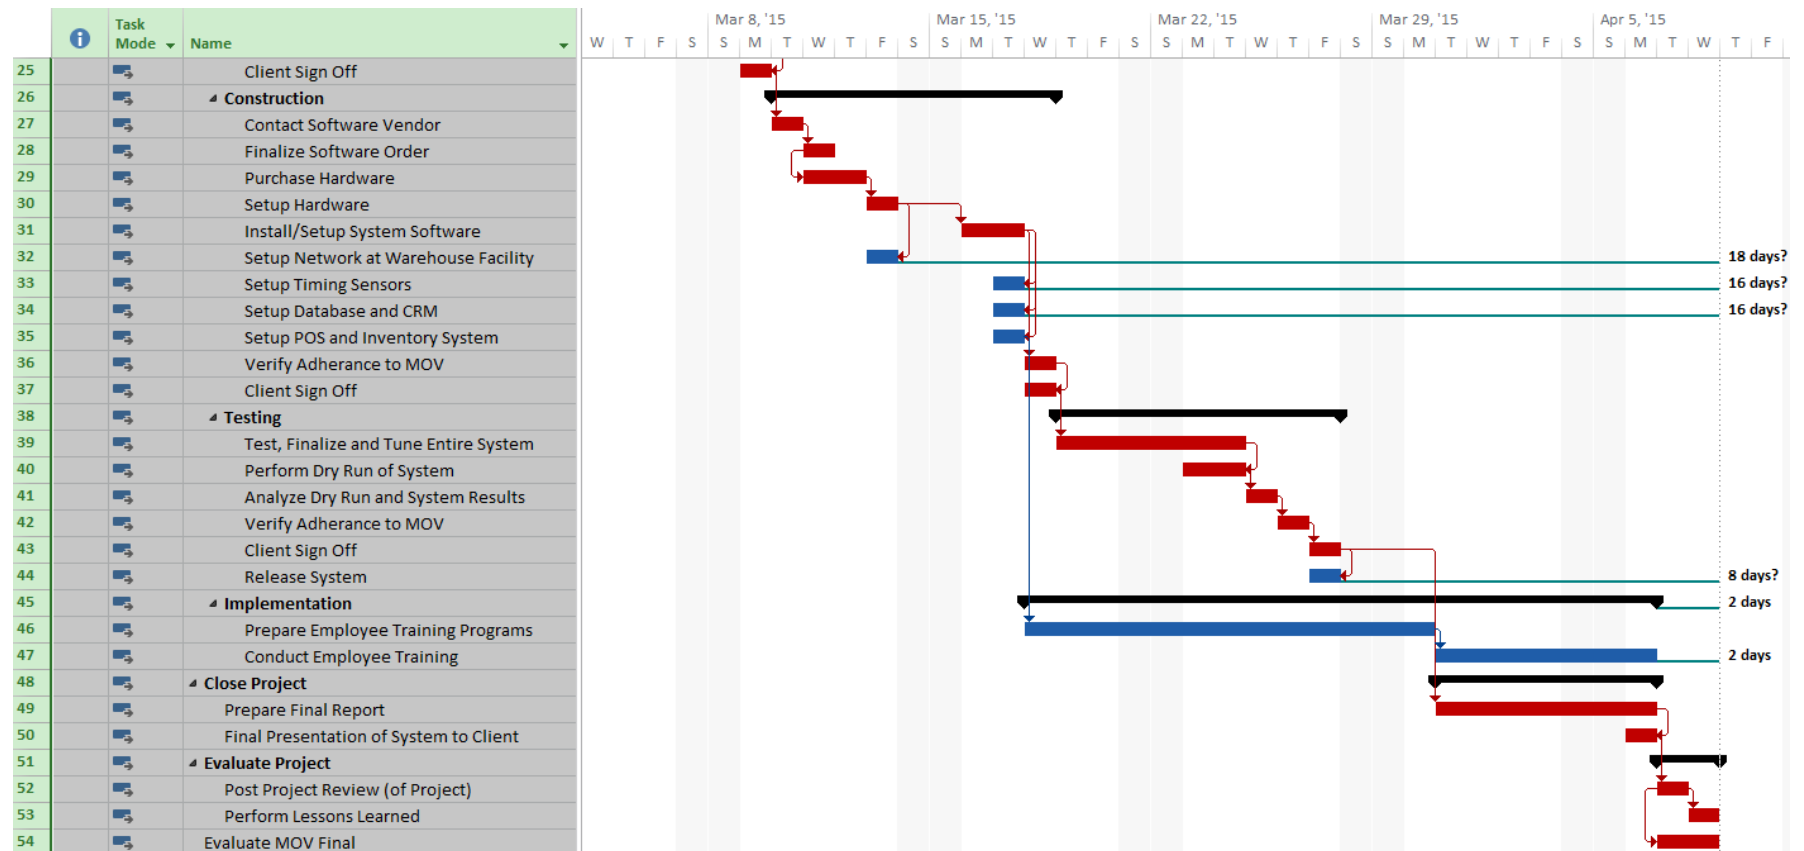 Mar 8, '15 Mar 15, '15 Mar 22, '15 Mar 29, '15 Apr 5, '15
Task
Mode Name
W T F S S M T W T F S S M T W T F S S M T W T F S S M T W T F S S M T W T F
25 Client Sign Off
26 Construction
27 Contact Software Vendor
28 Finalize Software Order
29 Purchase Hardware
30 Setup Hardware
31 Install/Setup System Software
32 Setup Network at Warehouse Facility 18 days?
33 Setup Timing Sensors 16 days?
34 Setup Database and CRM 16 days?
35 Setup POS and Inventory System
36 Verify Adherance to MOV
37 Client Sign Off
38 Testing
39 Test, Finalize and Tune Entire System
40 Perform Dry Run of System
41 Analyze Dry Run and System Results
42 Verify Adherance to MOV
43 Client Sign Off
44 Release System 8 days?
45 Implementation 2 days
46 Prepare Employee Training Programs
47 Conduct Employee Training 2 days
48 Close Project
49 Prepare Final Report
50 Final Presentation of System to Client
51 Evaluate Project
52 Post Project Review (of Project)
53 Perform Lessons Learned
54 Evaluate MOV Final